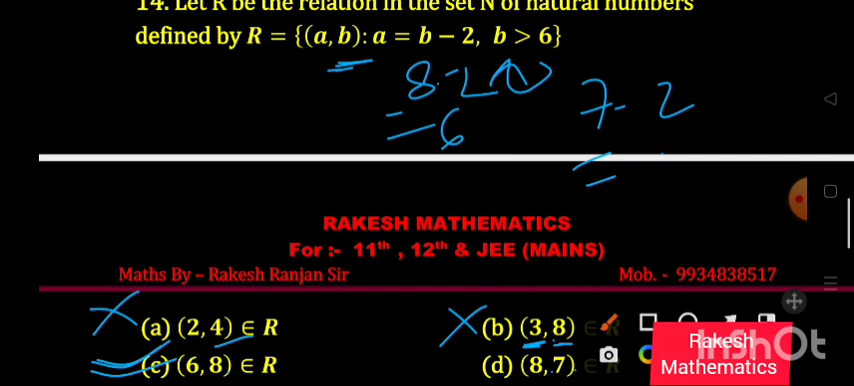 14. Let R be the relation in the set N of natural numbers
defined by R = {(a, b): a = b − 2, b > 6}
8-2
= 6
7-2
=
RAKESH MATHEMATICS
For :- 11th , 12th & JEE (MAINS)
Maths By – Rakesh Ranjan Sir Mob. - 9934838517
(a) (2, 4) ∈ R (b) (3, 8) ∈ R
(c) (6, 8) ∈ R (d) (8, 7) ∈ R
Rakesh
Mathematics
InShOt